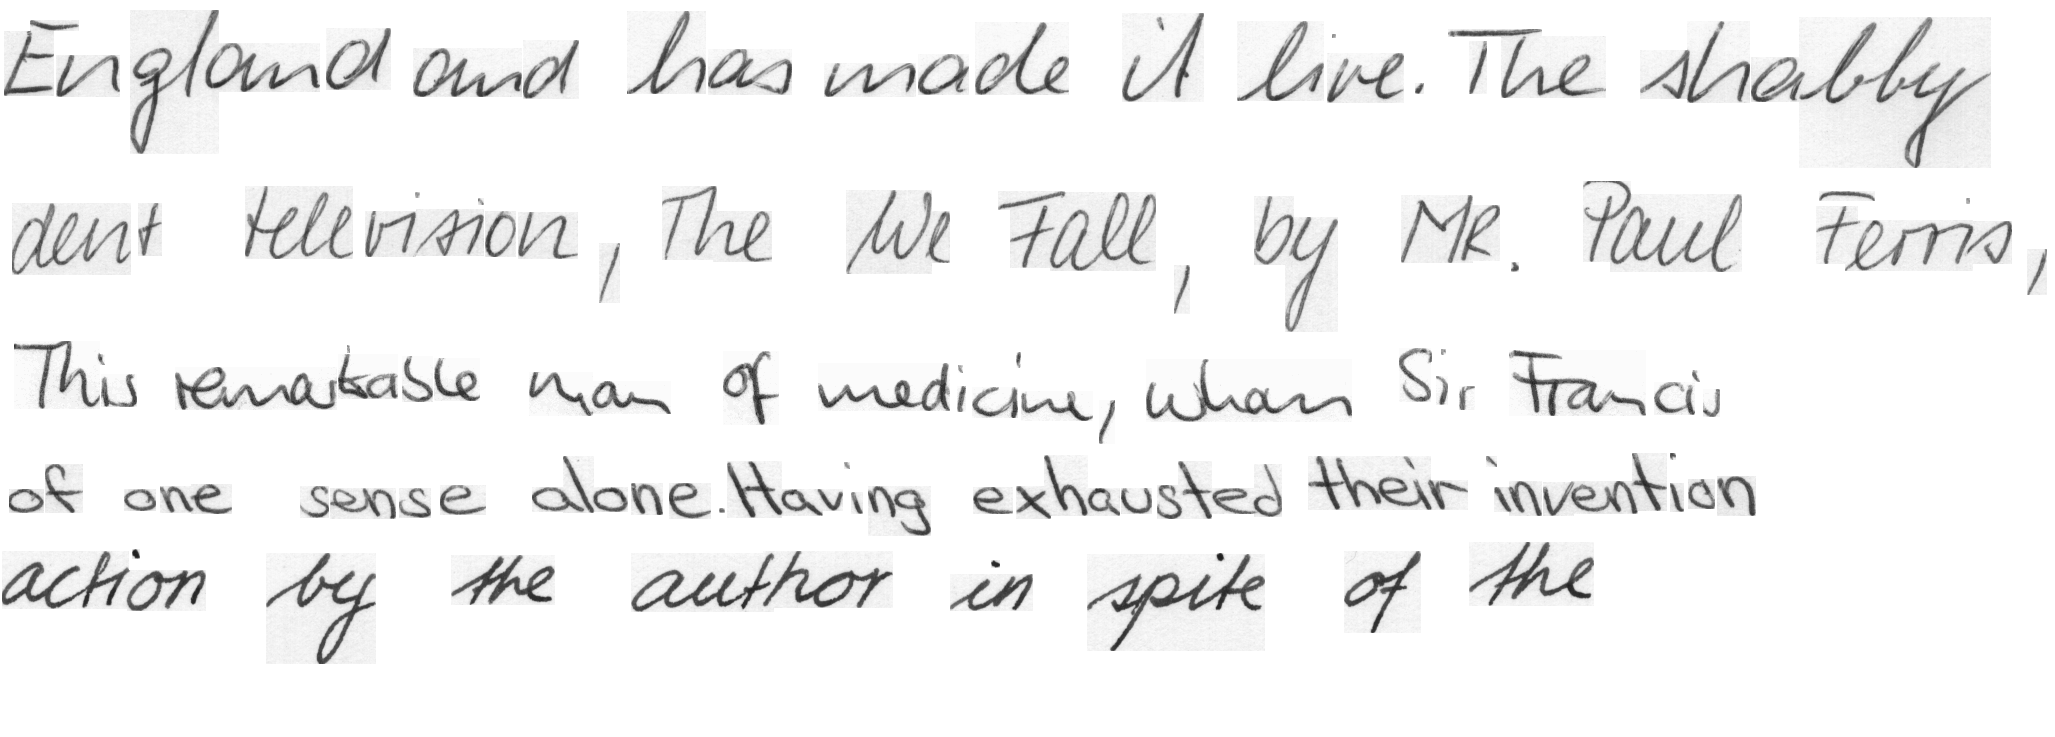 England and has made it live. The shabby
dent television, The We Fall, by MR. Paul Ferris,
This remarkable man of medicine, whom Sir Francis
of one sense alone. Having exhausted their invention
action by the author in spite of the